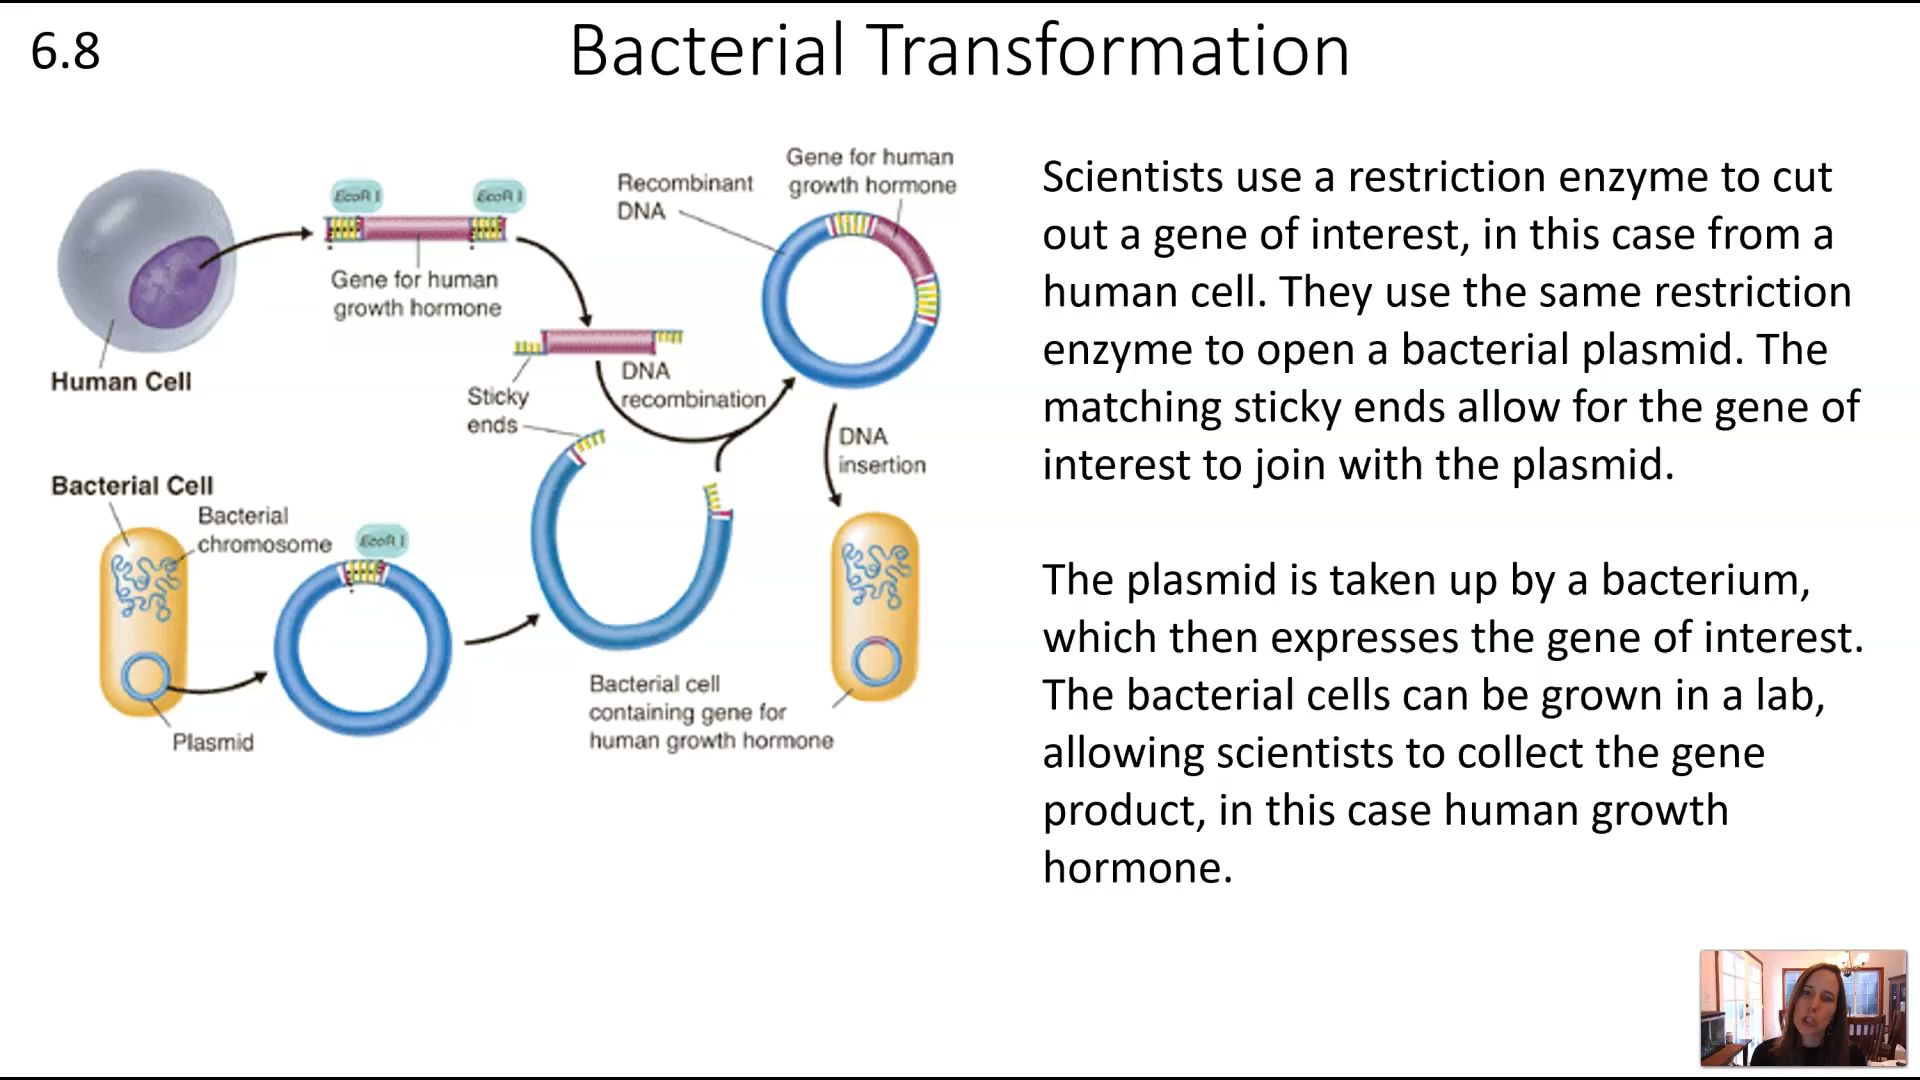 6.8
Bacterial Transformation
EcoR I
EcoR I
Gene for human
growth hormone
Human Cell
Recombinant
DNA
Gene for human
growth hormone
Sticky
ends
DNA
recombination
DNA
insertion
Bacterial Cell
Bacterial
chromosome
EcoR I
Plasmid
Bacterial cell
containing gene for
human growth hormone
Scientists use a restriction enzyme to cut
out a gene of interest, in this case from a
human cell. They use the same restriction
enzyme to open a bacterial plasmid. The
matching sticky ends allow for the gene of
interest to join with the plasmid.
The plasmid is taken up by a bacterium,
which then expresses the gene of interest.
The bacterial cells can be grown in a lab,
allowing scientists to collect the gene
product, in this case human growth
hormone.